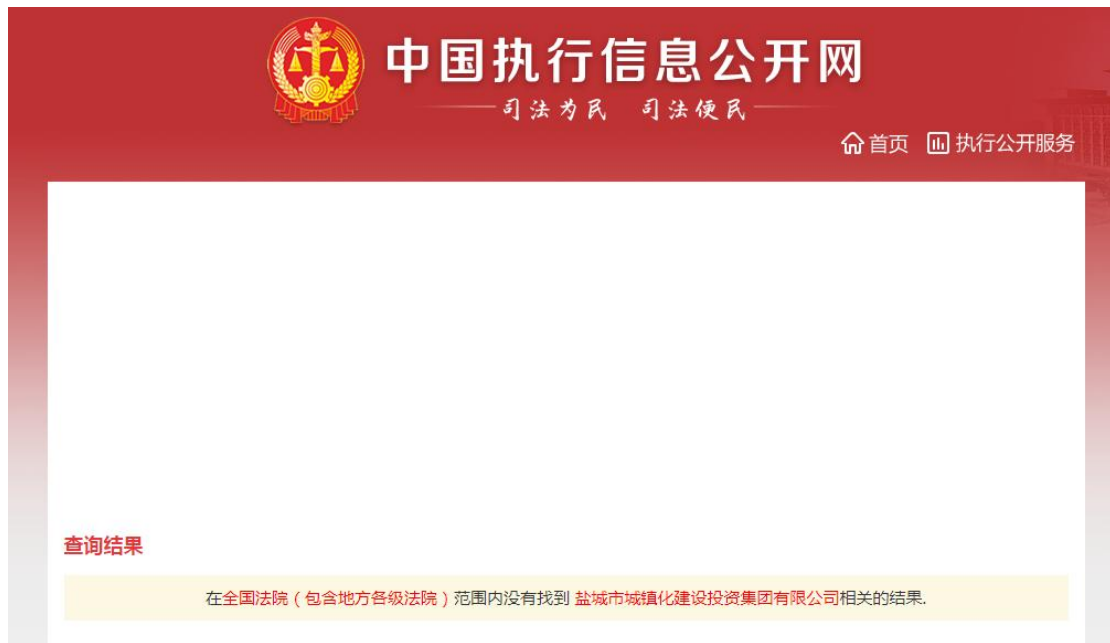 中国执行信息公开网
司法为民 司法便民
首页 执行公开服务
查询结果
在全国法院（包含地方各级法院）范围内没有找到 盐城市城镇化建设投资集团有限公司相关的结果.